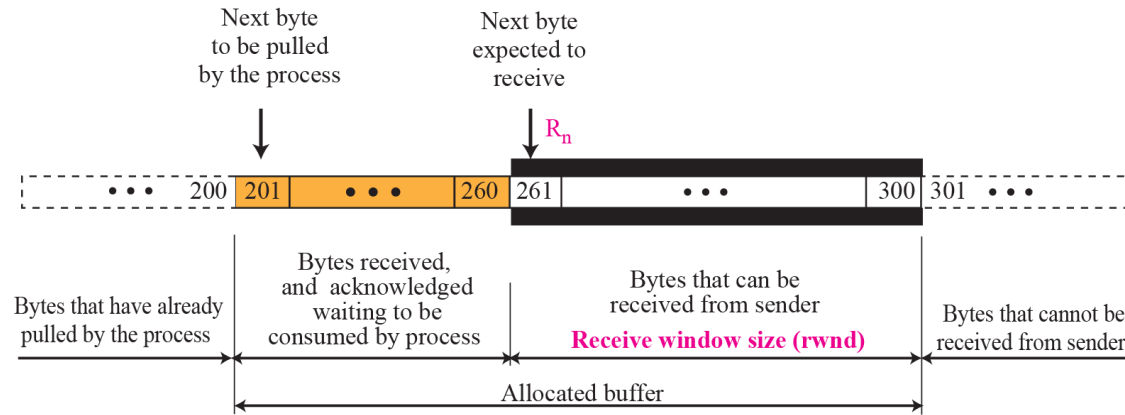 Next byte
to be pulled
by the process
Next byte
expected to
receive
Rn
• • • 200 201 • • • 260 261 • • • 300 301 • • •
Bytes that have already
pulled by the process
Bytes received,
and acknowledged
waiting to be
consumed by process
Bytes that can be
received from sender
Receive window size (rwnd)
Bytes that cannot be
received from sender
Allocated buffer